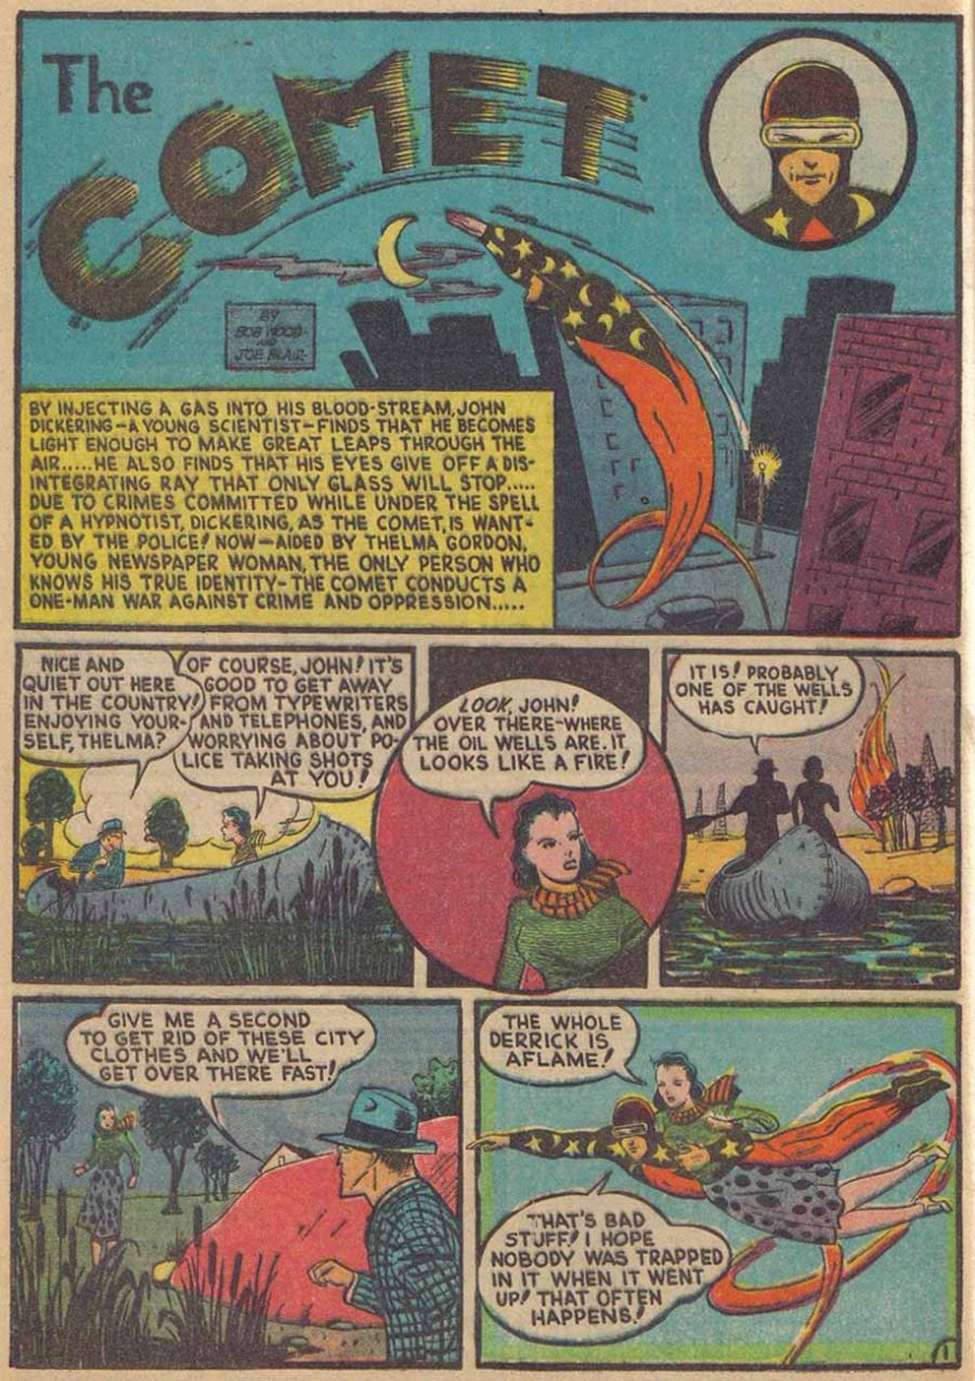 The
COMET
BY
BOB WOOD
AND
JOE BLAIR
BY INJECTING A GAS INTO HIS BLOOD-STREAM, JOHN
DICKERING-A YOUNG SCIENTIST-FINDS THAT HE BECOMES
LIGHT ENOUGH TO MAKE GREAT LEAPS THROUGH THE
AIR.....HE ALSO FINDS THAT HIS EYES GIVE OFF A DIS-
INTEGRATING RAY THAT ONLY GLASS WILL STOP.....
DUE TO CRIMES COMMITTED WHILE UNDER THE SPELL
OF A HYPNOTIST, DICKERING, AS THE COMET, IS WANT-
ED BY THE POLICE! NOW-AIDED BY THELMA GORDON,
YOUNG NEWSPAPER WOMAN, THE ONLY PERSON WHO
KNOWS HIS TRUE IDENTITY-THE COMET CONDUCTS A
ONE-MAN WAR AGAINST CRIME AND OPPRESSION.....
NICE AND
QUIET OUT HERE
IN THE COUNTRY!
ENJOYING YOUR-
SELF, THELMA?
OF COURSE, JOHN! IT'S
GOOD TO GET AWAY
FROM TYPEWRITERS
AND TELEPHONES, AND
WORRYING ABOUT PO-
LICE TAKING SHOTS
AT YOU!
LOOK, JOHN!
OVER THERE-WHERE
THE OIL WELLS ARE. IT
LOOKS LIKE A FIRE!
IT IS! PROBABLY
ONE OF THE WELLS
HAS CAUGHT!
GIVE ME A SECOND
TO GET RID OF THESE CITY
CLOTHES AND WE'LL
GET OVER THERE FAST!
THE WHOLE
DERRICK IS
AFLAME!
THAT'S BAD
STUFF! I HOPE
NOBODY WAS TRAPPED
IN IT WHEN IT WENT
UP! THAT OFTEN
HAPPENS!
1